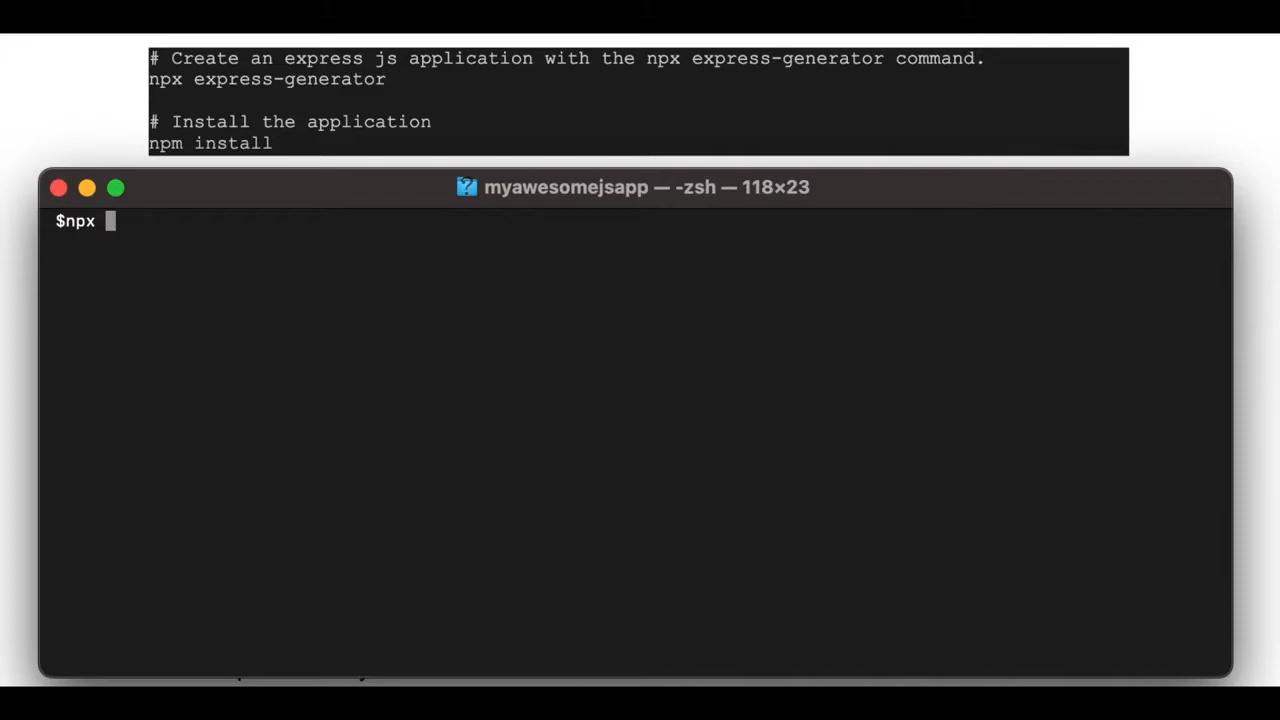 # Create an express js application with the npx express-generator command.
npx express-generator
# Install the application
npm install
myawesomejsapp — -zsh — 118×23
$npx